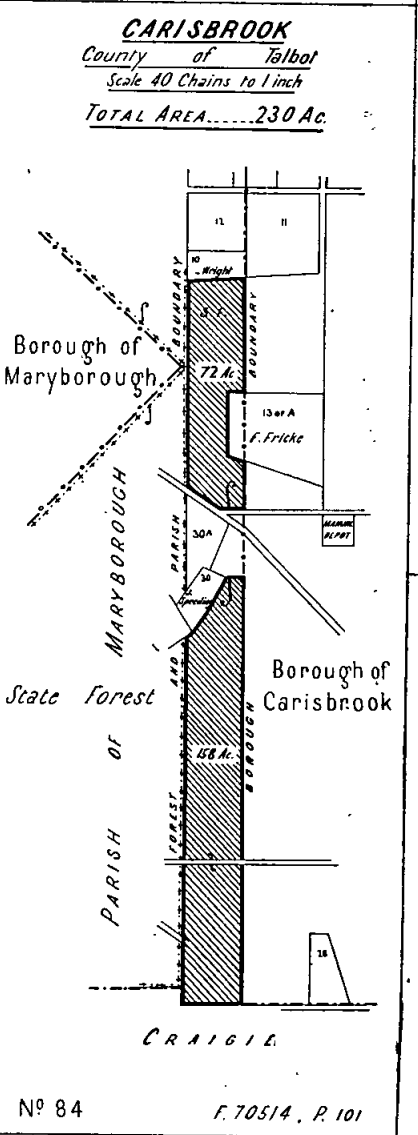 CARISBROOK
County of Talbot
Scale 40 Chains to 1 inch
TOTAL AREA......230 Ac.
12
11
10
Wright
BOUNDARY
BOUNDARY
S. F.
Borough of
Maryborough
72 Ac
13 or A
F. Fricke
PARISH OF MARYBOROUGH
PARISH
30A
30
AND
State Forest
Borough of
Carisbrook
BOROUGH
158 Ac.
FOREST
28
CRAIGIE
Nº 84
F. 70514, P. 101